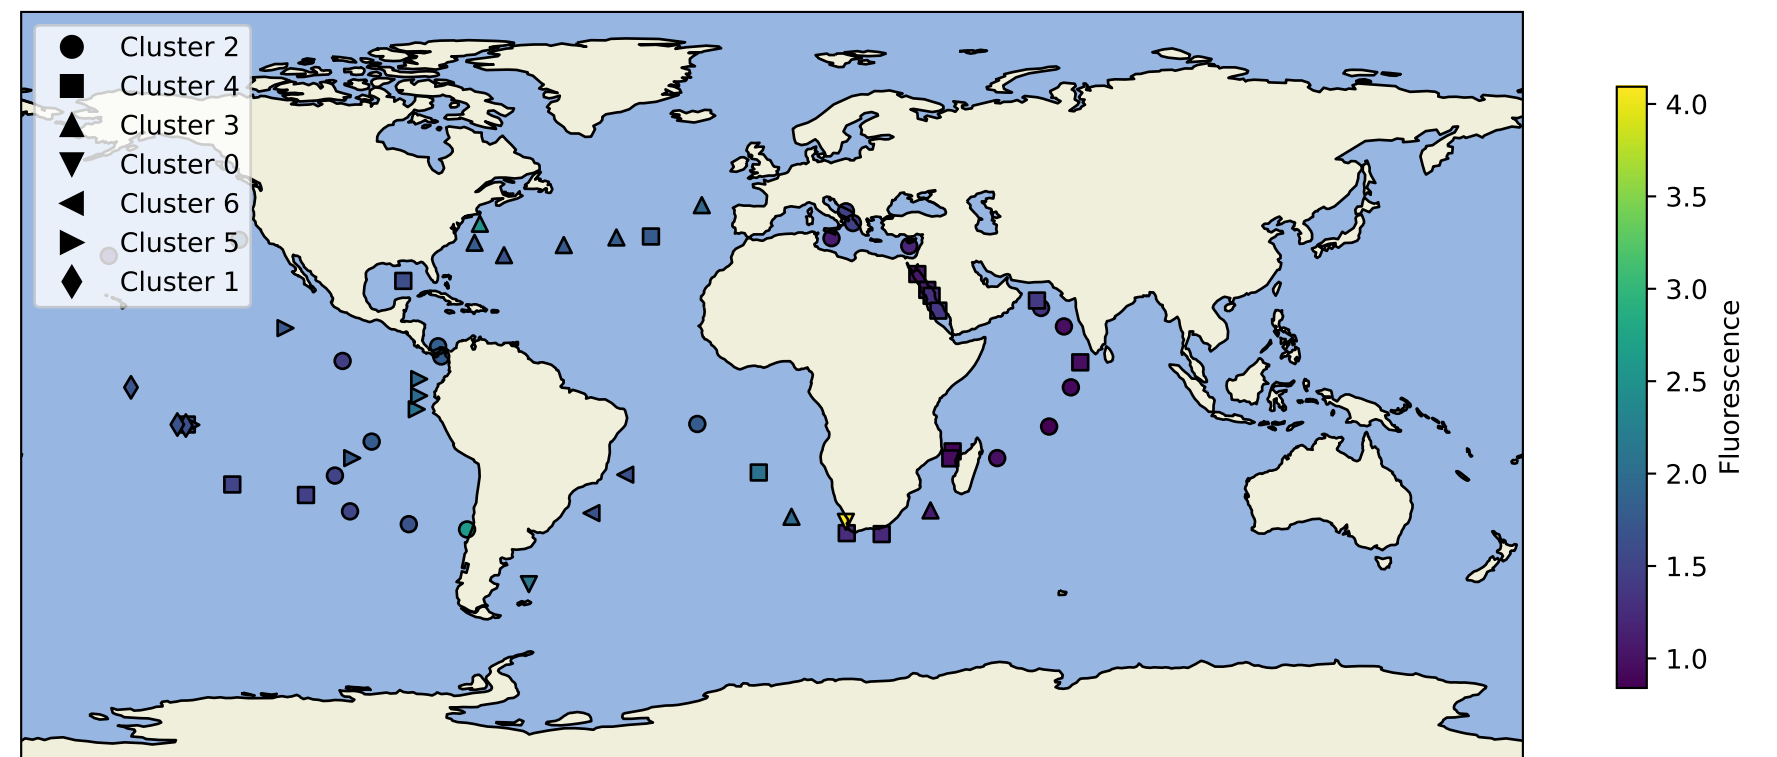 Cluster 2
Cluster 4
Cluster 3
Cluster 0
Cluster 6
Cluster 5
Cluster 1
4.0
3.5
3.0
2.5
2.0
1.5
1.0
Fluorescence